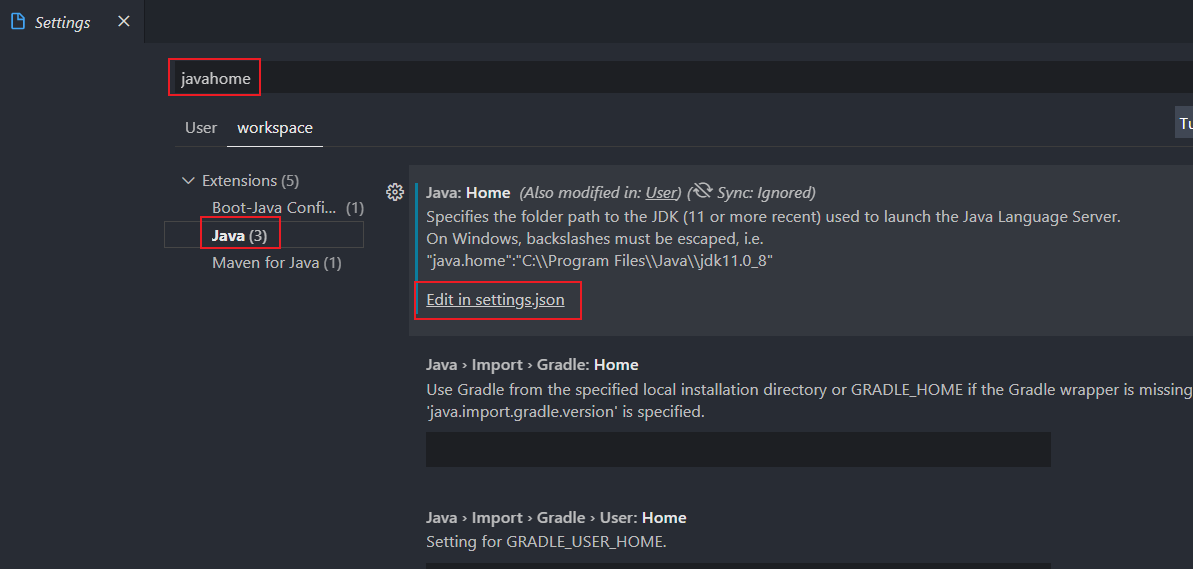 Settings
javahome
User workspace
Extensions (5)
Boot-Java Confi... (1)
Java (3)
Maven for Java (1)
Java: Home (Also modified in: User) ( Sync: Ignored)
Specifies the folder path to the JDK (11 or more recent) used to launch the Java Language Server.
On Windows, backslashes must be escaped, i.e.
"java.home":"C:\\Program Files\\Java\\jdk11.0_8"
Edit in settings.json
Java › Import › Gradle: Home
Use Gradle from the specified local installation directory or GRADLE_HOME if the Gradle wrapper is missing
'java.import.gradle.version' is specified.
Java › Import › Gradle › User: Home
Setting for GRADLE_USER_HOME.